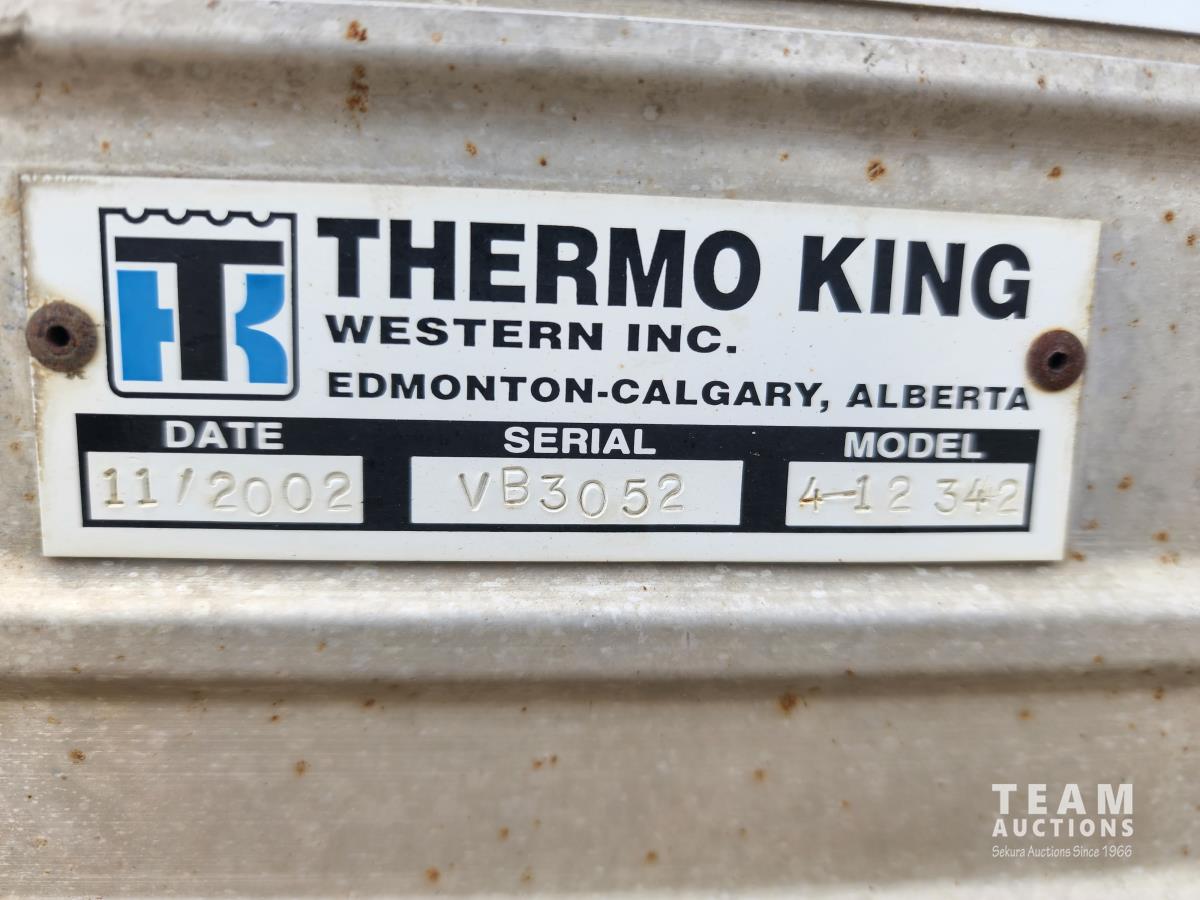 TK
THERMO KING
WESTERN INC.
EDMONTON-CALGARY, ALBERTA
DATE SERIAL MODEL
11/2002 VB3052 4-12 342
TEAM
AUCTIONS
Sekura Auctions Since 1966